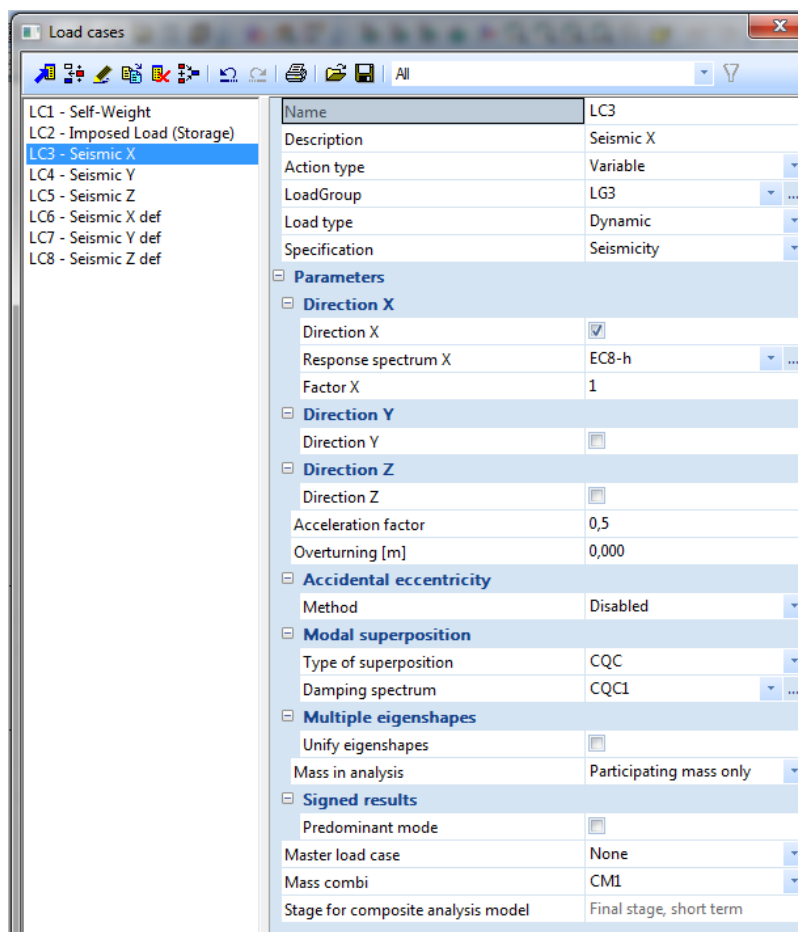 Load cases
All
LC1 - Self-Weight
LC2 - Imposed Load (Storage)
LC3 - Seismic X
LC4 - Seismic Y
LC5 - Seismic Z
LC6 - Seismic X def
LC7 - Seismic Y def
LC8 - Seismic Z def
Name LC3
Description Seismic X
Action type Variable
LoadGroup LG3 ...
Load type Dynamic
Specification Seismicity
Parameters
Direction X
Direction X
Response spectrum X EC8-h ...
Factor X 1
Direction Y
Direction Y
Direction Z
Direction Z
Acceleration factor 0,5
Overturning [m] 0,000
Accidental eccentricity
Method Disabled
Modal superposition
Type of superposition CQC
Damping spectrum CQC1 ...
Multiple eigenshapes
Unify eigenshapes
Mass in analysis Participating mass only
Signed results
Predominant mode
Master load case None
Mass combi CM1
Stage for composite analysis model Final stage, short term